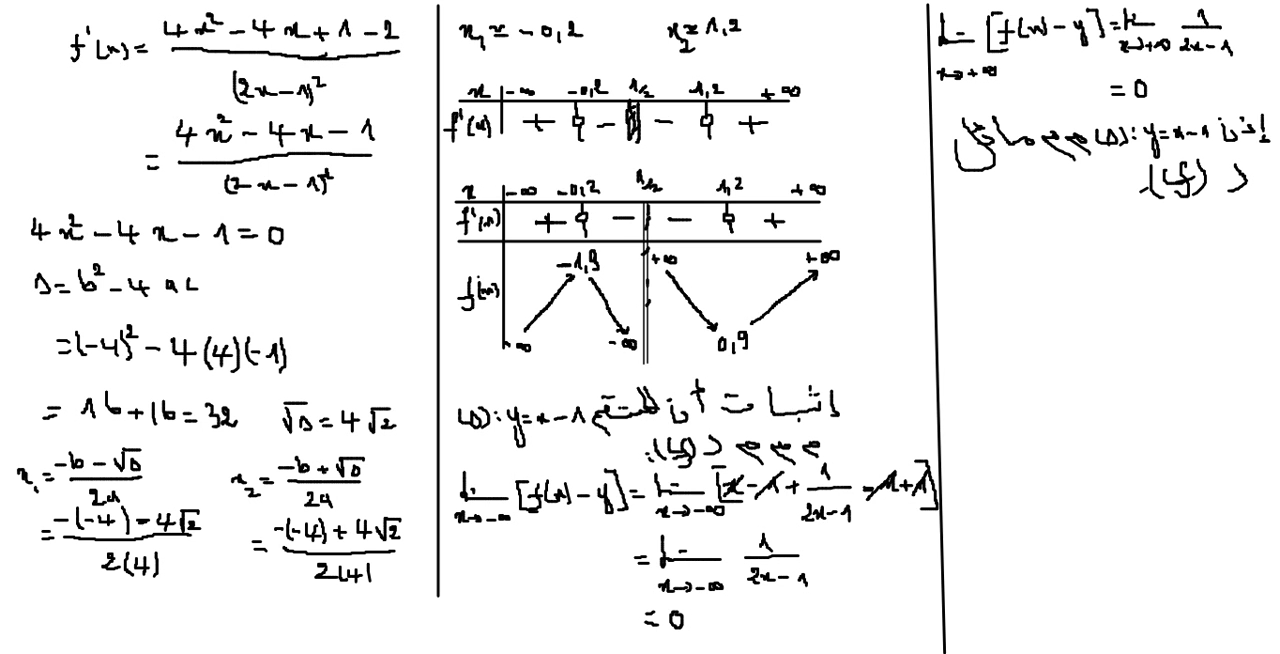 f'(x) = (4x² - 4x + 1 - 2) / (2x - 1)²
= (4x² - 4x - 1) / (2x - 1)²
4x² - 4x - 1 = 0
Δ = b² - 4ac
= (-4)² - 4(4)(-1)
= 16 + 16 = 32 √Δ = 4√2
x₁ = (-b - √Δ) / 2a x₂ = (-b + √Δ) / 2a
= (-(-4) - 4√2) / 2(4) = (-(-4) + 4√2) / 2(4)
x₁ ≃ -0,2 x₂ ≃ 1,2
x | -∞ -0,2 1/2 1,2 +∞
f'(x) | + 0 - || - 0 +
x | -∞ -0,2 1/2 1,2 +∞
f'(x) | + 0 - || - 0 +
f(x) | -∞ -1,9 -∞ || +∞ 0,9 +∞
اثبات أن المستقيم (Δ): y = x - 1
م م م لـ (Cf).
lim x→-∞ [f(x) - y] = lim x→-∞ [x - 1 + 1/(2x - 1) - x + 1]
= lim x→-∞ 1/(2x - 1)
= 0
lim x→+∞ [f(x) - y] = lim x→+∞ 1/(2x - 1)
= 0
إذن (Δ): y = x - 1 م م مائل
لـ (Cf).